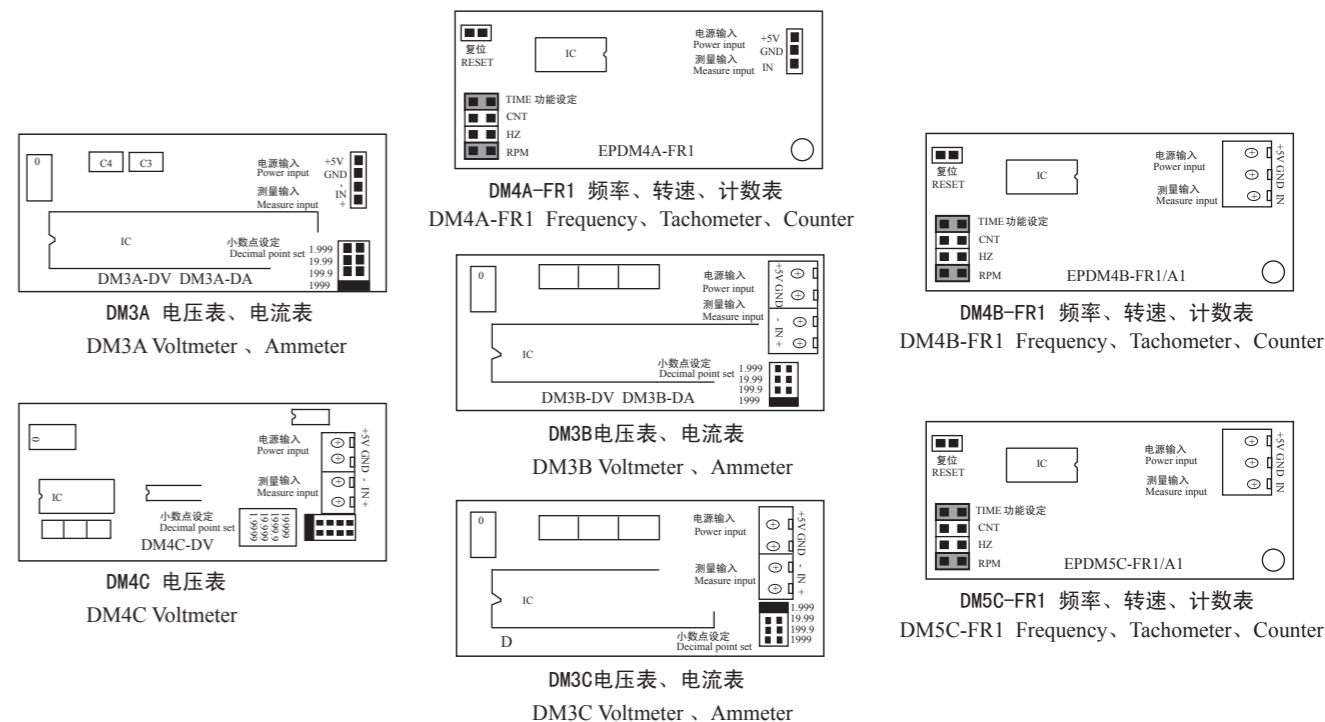 复位
RESET
IC
电源输入
Power input
测量输入
Measure input
+5V
GND
IN
TIME 功能设定
CNT
HZ
RPM
EPDM4A-FR1
DM4A-FR1 频率、转速、计数表
DM4A-FR1 Frequency、Tachometer、Counter
0
C4
C3
电源输入
Power input
测量输入
Measure input
+5V
GND
-
IN
+
IC
小数点设定
Decimal point set
1.999
19.99
199.9
1999
DM3A-DV DM3A-DA
DM3A 电压表、电流表
DM3A Voltmeter 、Ammeter
0
电源输入
Power input
测量输入
Measure input
+5V GND
- IN +
IC
小数点设定
Decimal point set
1.999
19.99
199.9
1999
DM3B-DV DM3B-DA
DM3B电压表、电流表
DM3B Voltmeter 、Ammeter
复位
RESET
IC
电源输入
Power input
测量输入
Measure input
+5V GND IN
TIME功能设定
CNT
HZ
RPM
EPDM4B-FR1/A1
DM4B-FR1 频率、转速、计数表
DM4B-FR1 Frequency、Tachometer、Counter
0
电源输入
Power input
测量输入
Measure input
+5V GND - IN +
IC
小数点设定
Decimal point set
1.9999
19.999
199.99
19999
DM4C-DV
DM4C 电压表
DM4C Voltmeter
0
电源输入
Power input
测量输入
Measure input
+5V GND - IN +
IC
D
小数点设定
Decimal point set
1.999
19.99
199.9
1999
DM3C电压表、电流表
DM3C Voltmeter 、Ammeter
复位
RESET
IC
电源输入
Power input
测量输入
Measure input
+5V GND IN
TIME 功能设定
CNT
HZ
RPM
EPDM5C-FR1/A1
DM5C-FR1 频率、转速、计数表
DM5C-FR1 Frequency、Tachometer、Counter